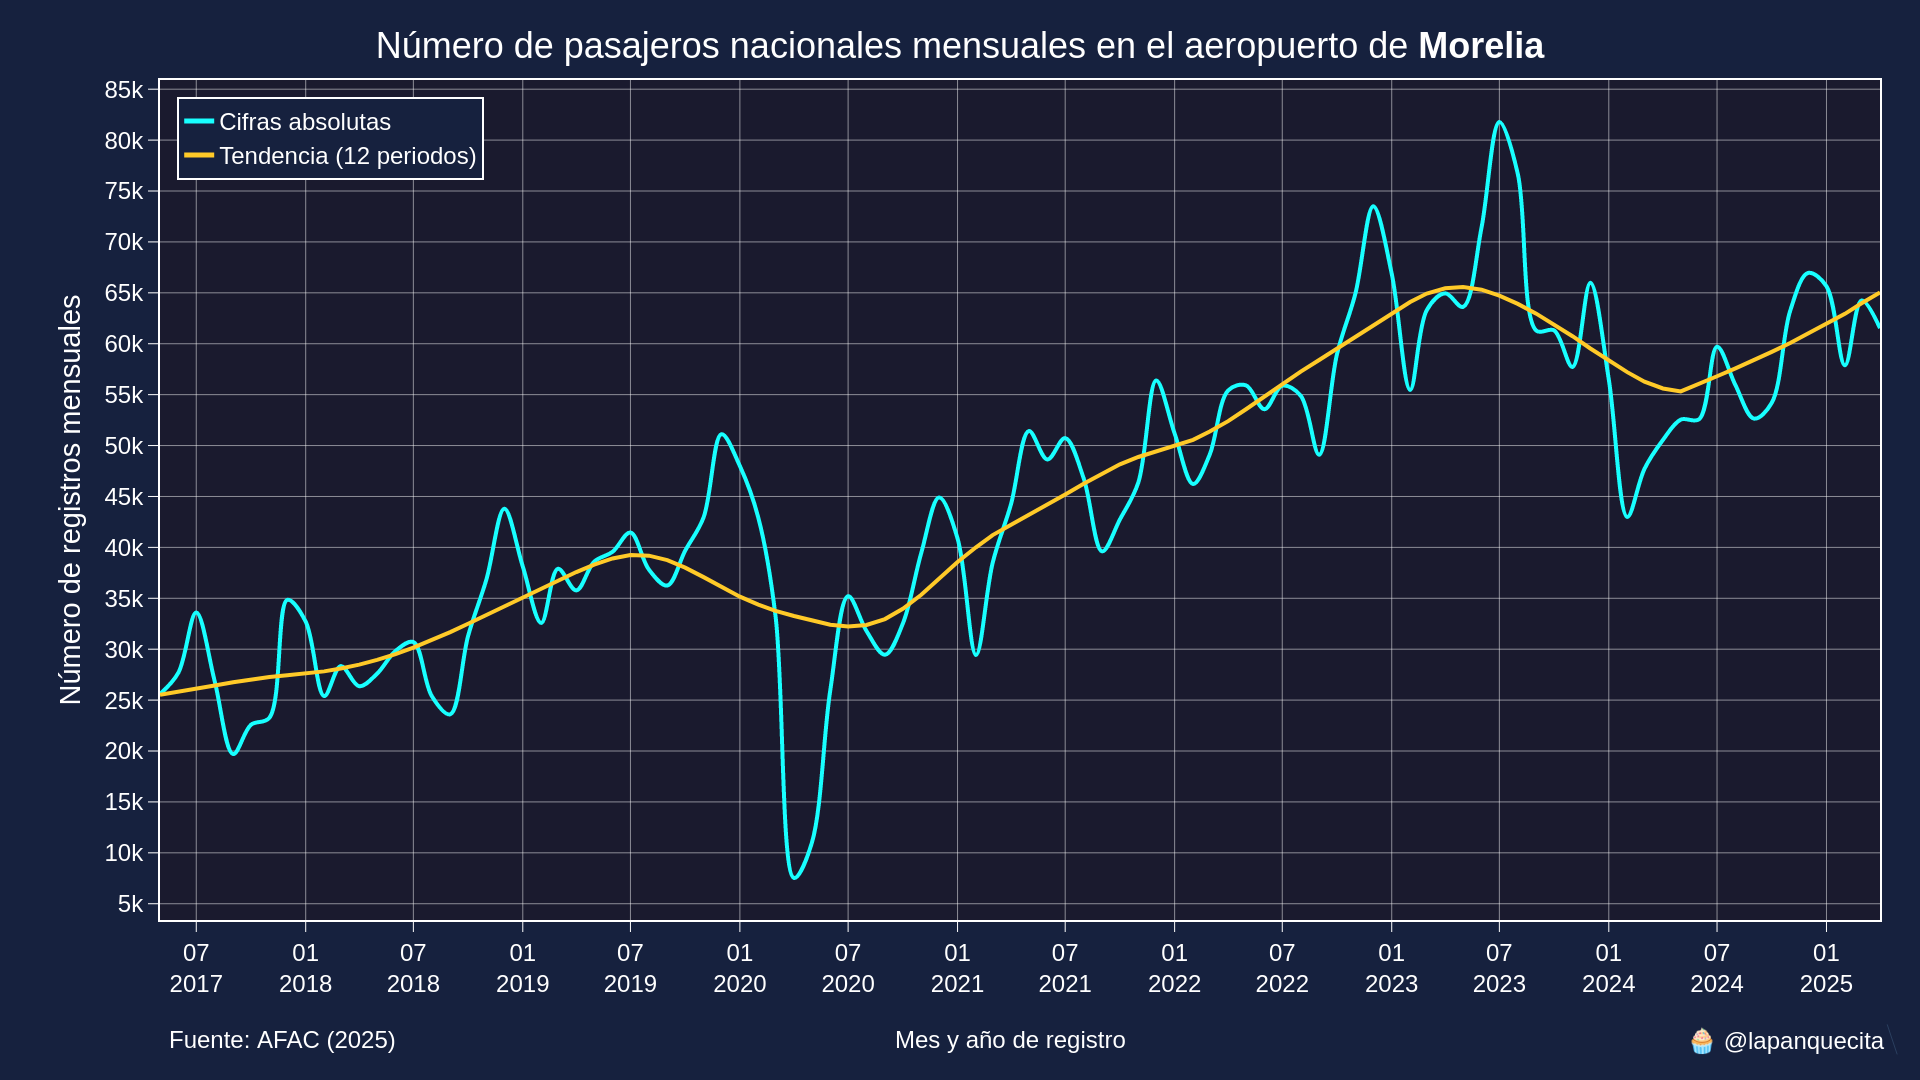 Número de pasajeros nacionales mensuales en el aeropuerto de Morelia
Cifras absolutas
Tendencia (12 periodos)
Número de registros mensuales
85k
80k
75k
70k
65k
60k
55k
50k
45k
40k
35k
30k
25k
20k
15k
10k
5k
07 01 07 01 07 01 07 01 07 01 07 01 07 01 07 01
2017 2018 2018 2019 2019 2020 2020 2021 2021 2022 2022 2023 2023 2024 2024 2025
Fuente: AFAC (2025)
Mes y año de registro
🧁 @lapanquecita